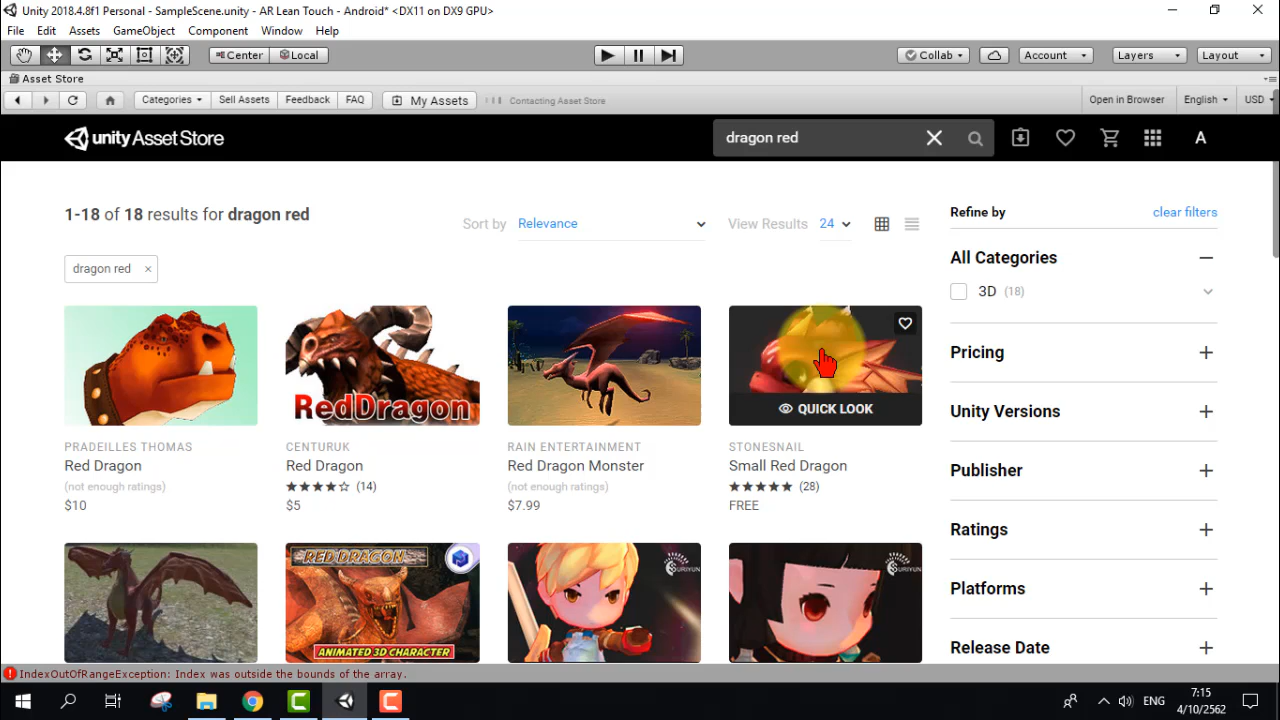 Unity 2018.4.8f1 Personal - SampleScene.unity - AR Lean Touch - Android* <DX11 on DX9 GPU>
File Edit Assets GameObject Component Window Help
Center Local Collab Account Layers Layout
Asset Store
Categories Sell Assets Feedback FAQ My Assets Contacting Asset Store Open in Browser English USD
unity Asset Store dragon red A
1-18 of 18 results for dragon red Sort by Relevance View Results 24
dragon red ×
Refine by clear filters
All Categories
3D (18)
Pricing
Unity Versions
Publisher
Ratings
Platforms
Release Date
RedDragon
QUICK LOOK
PRADEILLES THOMAS CENTURUK RAIN ENTERTAINMENT STONESNAIL
Red Dragon Red Dragon Red Dragon Monster Small Red Dragon
(not enough ratings) (14) (not enough ratings) (28)
$10 $5 $7.99 FREE
RED DRAGON
SURIYUN SURIYUN
ANIMATED 3D CHARACTER
IndexOutOfRangeException: Index was outside the bounds of the array.
ENG 7:15
4/10/2562